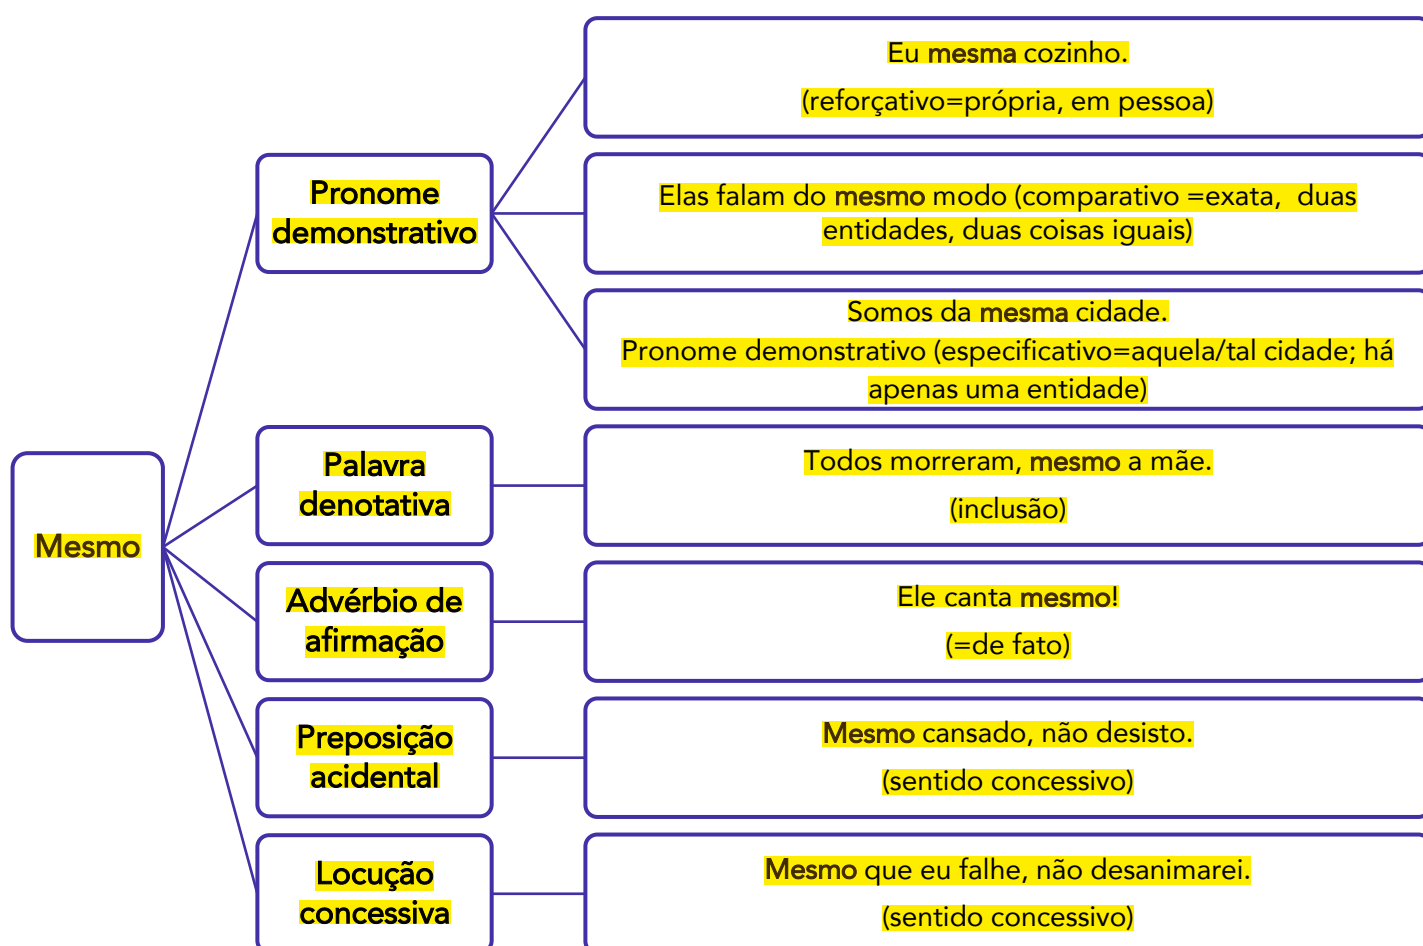 Mesmo
Pronome
demonstrativo
Eu mesma cozinho.
(reforçativo=própria, em pessoa)
Elas falam do mesmo modo (comparativo =exata, duas
entidades, duas coisas iguais)
Somos da mesma cidade.
Pronome demonstrativo (especificativo=aquela/tal cidade; há
apenas uma entidade)
Palavra
denotativa
Todos morreram, mesmo a mãe.
(inclusão)
Advérbio de
afirmação
Ele canta mesmo!
(=de fato)
Preposição
acidental
Mesmo cansado, não desisto.
(sentido concessivo)
Locução
concessiva
Mesmo que eu falhe, não desanimarei.
(sentido concessivo)